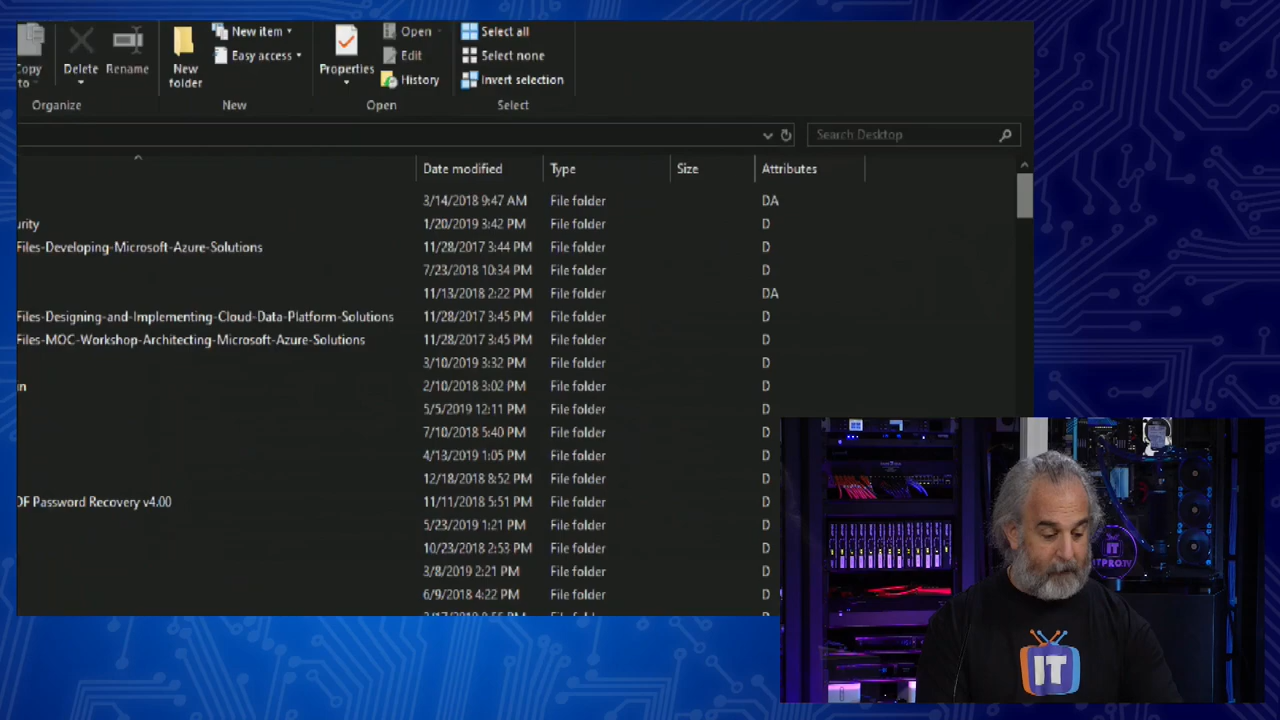 New item
Open
Select all
Easy access
Edit
Select none
Copy
to
Delete
Rename
New
folder
Properties
History
Invert selection
Organize
New
Open
Select
Search Desktop
Date modified
Type
Size
Attributes
3/14/2018 9:47 AM File folder DA
urity 1/20/2019 3:42 PM File folder D
Files-Developing-Microsoft-Azure-Solutions 11/28/2017 3:44 PM File folder D
7/23/2018 10:34 PM File folder D
11/13/2018 2:22 PM File folder DA
Files-Designing-and-Implementing-Cloud-Data-Platform-Solutions 11/28/2017 3:45 PM File folder D
Files-MOC-Workshop-Architecting-Microsoft-Azure-Solutions 11/28/2017 3:45 PM File folder D
3/10/2019 3:32 PM File folder D
in 2/10/2018 3:02 PM File folder D
5/5/2019 12:11 PM File folder D
7/10/2018 5:40 PM File folder D
4/13/2019 1:05 PM File folder D
12/18/2018 8:52 PM File folder D
DF Password Recovery v4.00 11/11/2018 5:51 PM File folder D
5/23/2019 1:21 PM File folder D
10/23/2018 2:53 PM File folder D
3/8/2019 2:21 PM File folder D
6/9/2018 4:22 PM File folder D
IT
ITPRO.TV
IT